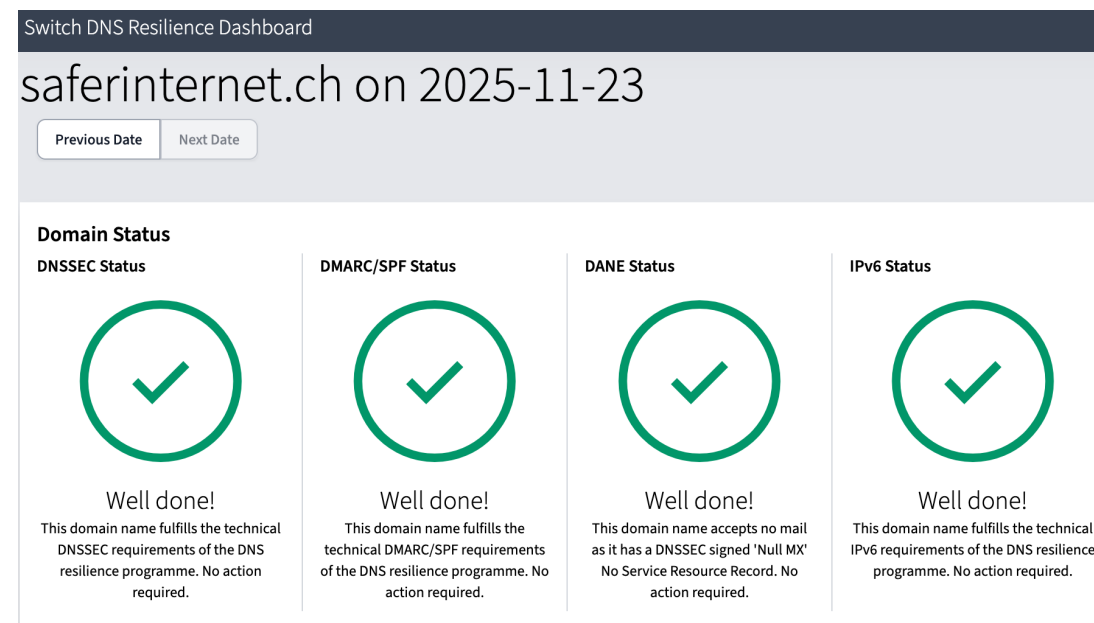 Switch DNS Resilience Dashboard
saferinternet.ch on 2025-11-23
Previous Date
Next Date
Domain Status
DNSSEC Status
Well done!
This domain name fulfills the technical
DNSSEC requirements of the DNS
resilience programme. No action
required.
DMARC/SPF Status
Well done!
This domain name fulfills the
technical DMARC/SPF requirements
of the DNS resilience programme. No
action required.
DANE Status
Well done!
This domain name accepts no mail
as it has a DNSSEC signed 'Null MX'
No Service Resource Record. No
action required.
IPv6 Status
Well done!
This domain name fulfills the technical
IPv6 requirements of the DNS resilience
programme. No action required.